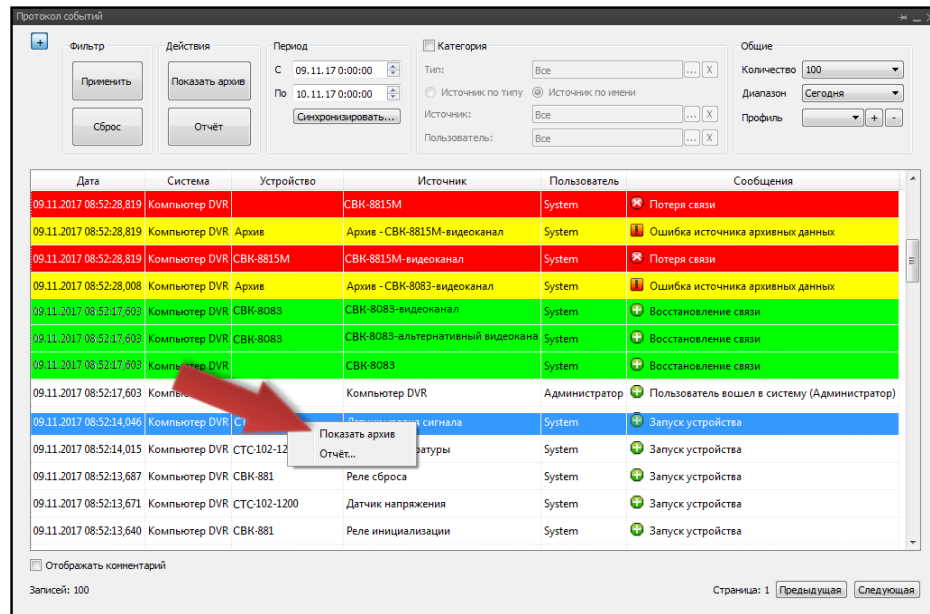 Протокол событий
Фильтр Действия Период Категория Общие
Применить Показать архив С 09.11.17 0:00:00 Тип: Все ... X Количество 100
По 10.11.17 0:00:00 Источник по типу Источник по имени Диапазон Сегодня
Сброс Отчёт Синхронизировать... Источник: Все ... X Профиль + -
Пользователь: Все ... X
Дата Система Устройство Источник Пользователь Сообщения
09.11.2017 08:52:28,819 Компьютер DVR СВК-8815М System Потеря связи
09.11.2017 08:52:28,819 Компьютер DVR Архив Архив - СВК-8815М-видеоканал System Ошибка источника архивных данных
09.11.2017 08:52:28,819 Компьютер DVR СВК-8815М СВК-8815М-видеоканал System Потеря связи
09.11.2017 08:52:28,008 Компьютер DVR Архив Архив - СВК-8083-видеоканал System Ошибка источника архивных данных
09.11.2017 08:52:17,603 Компьютер DVR СВК-8083 СВК-8083-видеоканал System Восстановление связи
09.11.2017 08:52:17,603 Компьютер DVR СВК-8083 СВК-8083-альтернативный видеокана System Восстановление связи
09.11.2017 08:52:17,603 DVR СВК-8083 System Восстановление связи
09.11.2017 08:52:17,603 Компьютер DVR Администратор Пользователь вошел в систему (Администратор)
09.11.2017 08:52:14,046 Компьютер DVR сигнала System Запуск устройства
Показать архив
09.11.2017 08:52:14,015 Компьютер DVR СТС-102-12 ратуры System Запуск устройства
Отчёт...
09.11.2017 08:52:13,687 Компьютер DVR СВК-881 Реле сброса System Запуск устройства
09.11.2017 08:52:13,671 Компьютер DVR СТС-102-1200 Датчик напряжения System Запуск устройства
09.11.2017 08:52:13,640 Компьютер DVR СВК-881 Реле инициализации System Запуск устройства
Отображать комментарий
Записей: 100 Страница: 1 Предыдущая Следующая